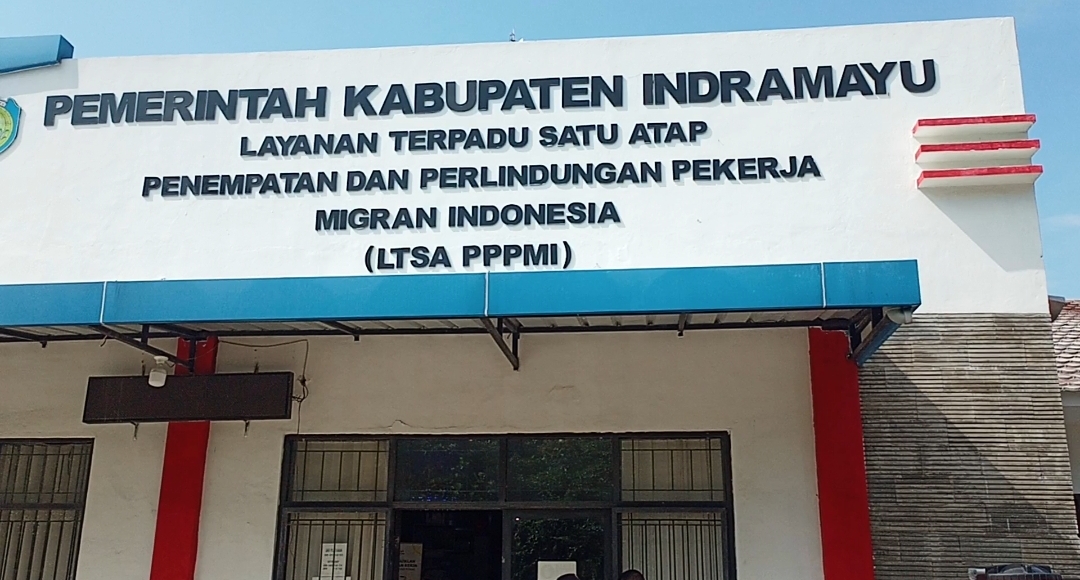 PEMERINTAH KABUPATEN INDRAMAYU
LAYANAN TERPADU SATU ATAP
PENEMPATAN DAN PERLINDUNGAN PEKERJA
MIGRAN INDONESIA
(LTSA PPPMI)